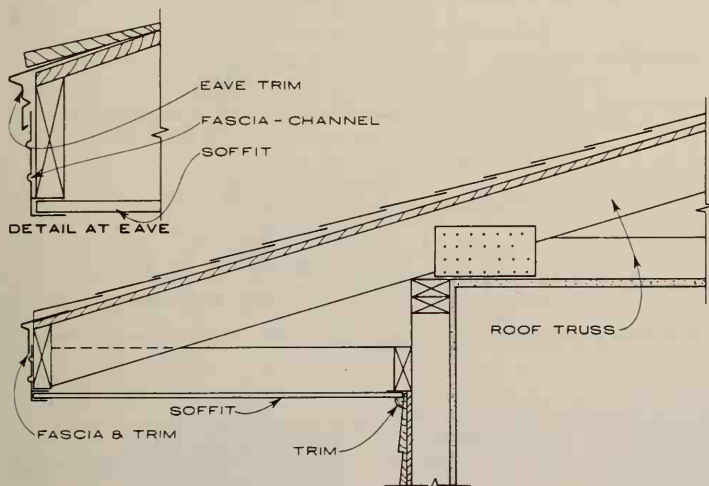 EAVE TRIM
FASCIA-CHANNEL
SOFFIT
DETAIL AT EAVE
ROOF TRUSS
SOFFIT
FASCIA & TRIM
TRIM